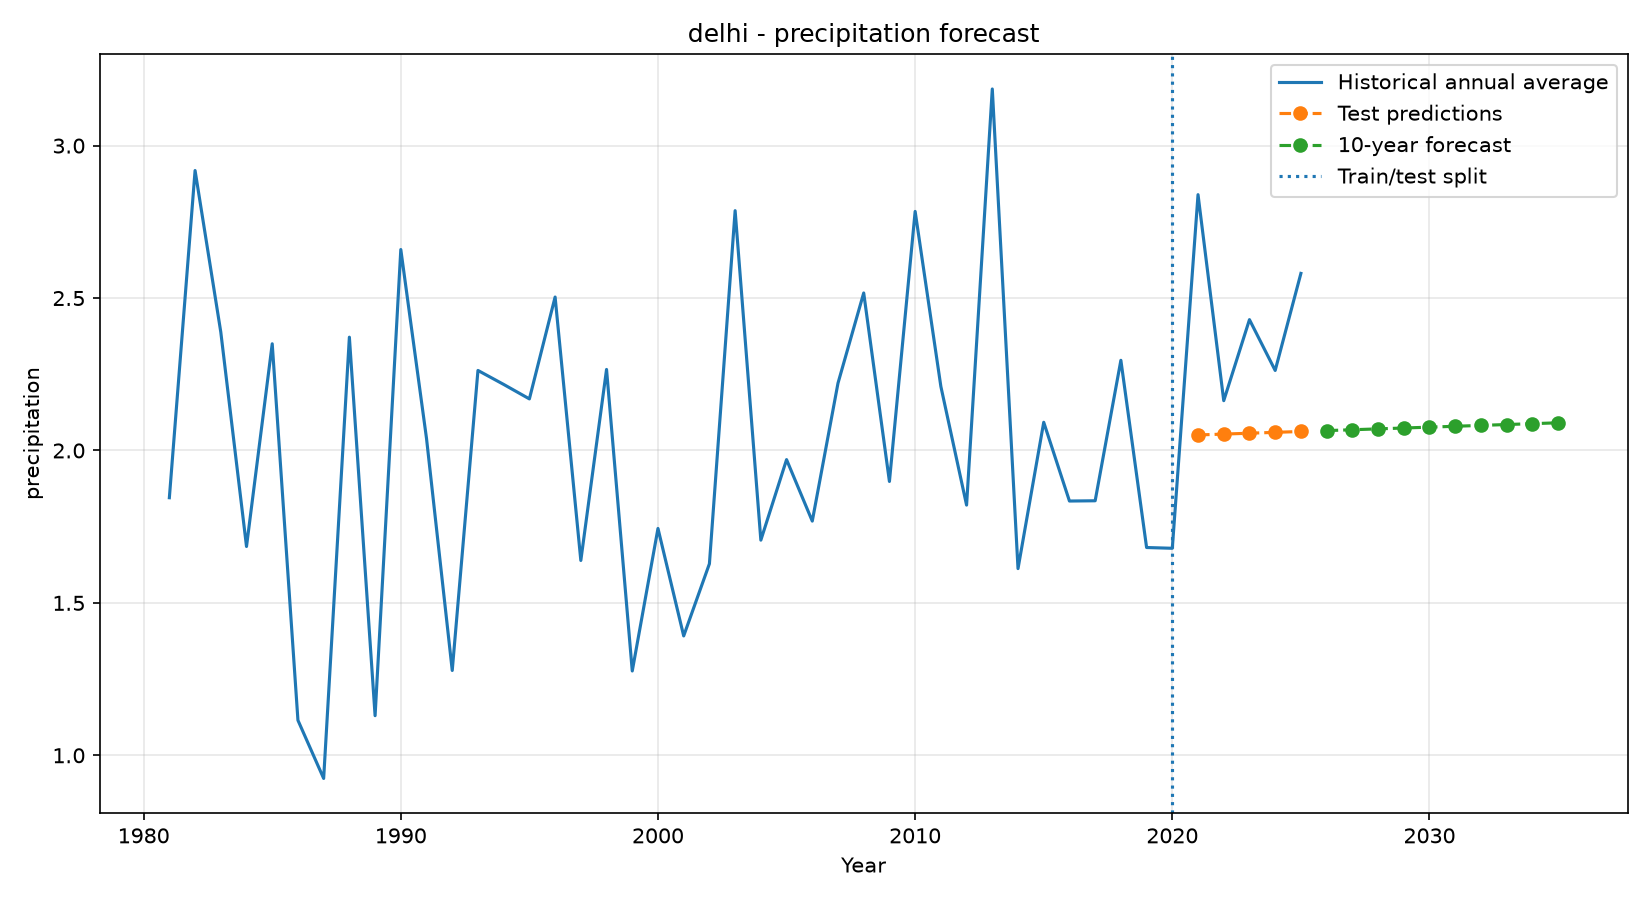 delhi - precipitation forecast
Historical annual average
Test predictions
10-year forecast
Train/test split
precipitation
3.0
2.5
2.0
1.5
1.0
1980
1990
2000
2010
2020
2030
Year